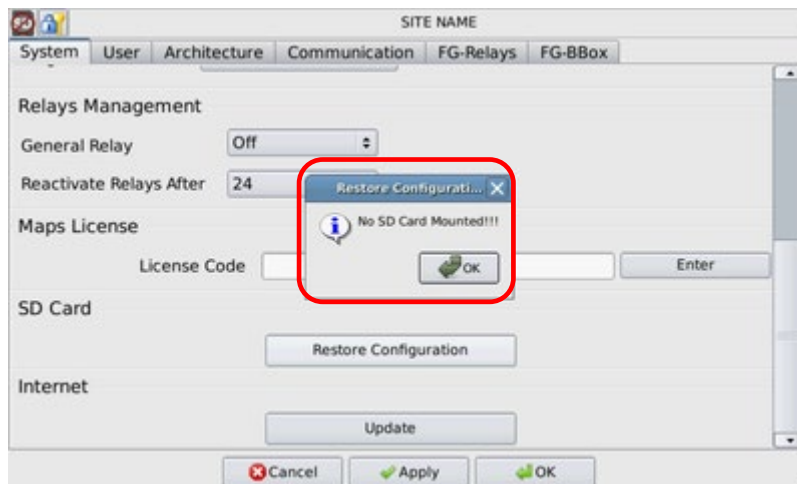 SITE NAME
System User Architecture Communication FG-Relays FG-BBox
Relays Management
General Relay Off
Reactivate Relays After 24
Restore Configurati...
No SD Card Mounted!!!
OK
Maps License
License Code Enter
SD Card
Restore Configuration
Internet
Update
Cancel Apply OK